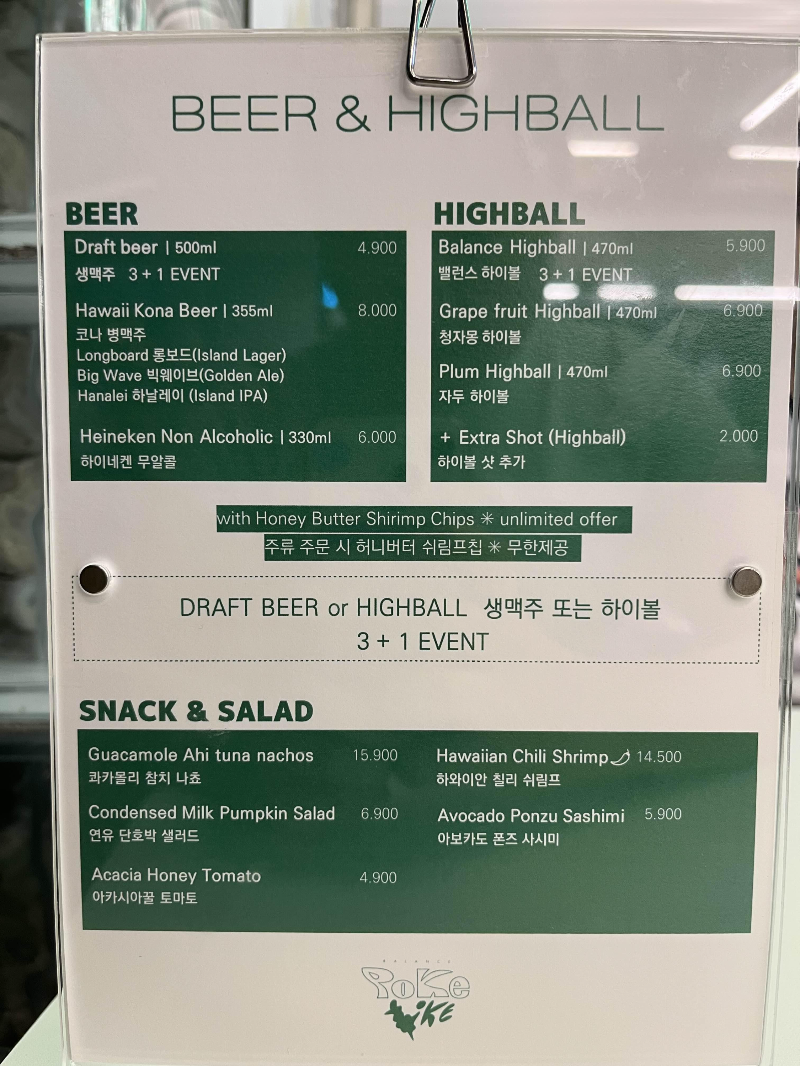 BEER & HIGHBALL
BEER
Draft beer | 500ml 4.900
생맥주 3 + 1 EVENT
Hawaii Kona Beer | 355ml 8.000
코나 병맥주
Longboard 롱보드(Island Lager)
Big Wave 빅웨이브(Golden Ale)
Hanalei 하날레이 (Island IPA)
Heineken Non Alcoholic | 330ml 6.000
하이네켄 무알콜
HIGHBALL
Balance Highball | 470ml 5.900
밸런스 하이볼 3 + 1 EVENT
Grape fruit Highball | 470ml 6.900
청자몽 하이볼
Plum Highball | 470ml 6.900
자두 하이볼
+ Extra Shot (Highball) 2.000
하이볼 샷 추가
with Honey Butter Shirimp Chips ✳ unlimited offer
주류 주문 시 허니버터 쉬림프칩 ✳ 무한제공
DRAFT BEER or HIGHBALL 생맥주 또는 하이볼
3 + 1 EVENT
SNACK & SALAD
Guacamole Ahi tuna nachos 15.900
콰카몰리 참치 나쵸
Condensed Milk Pumpkin Salad 6.900
연유 단호박 샐러드
Acacia Honey Tomato 4.900
아카시아꿀 토마토
Hawaiian Chili Shrimp 14.500
하와이안 칠리 쉬림프
Avocado Ponzu Sashimi 5.900
아보카도 폰즈 사시미
BALANCE
POKE